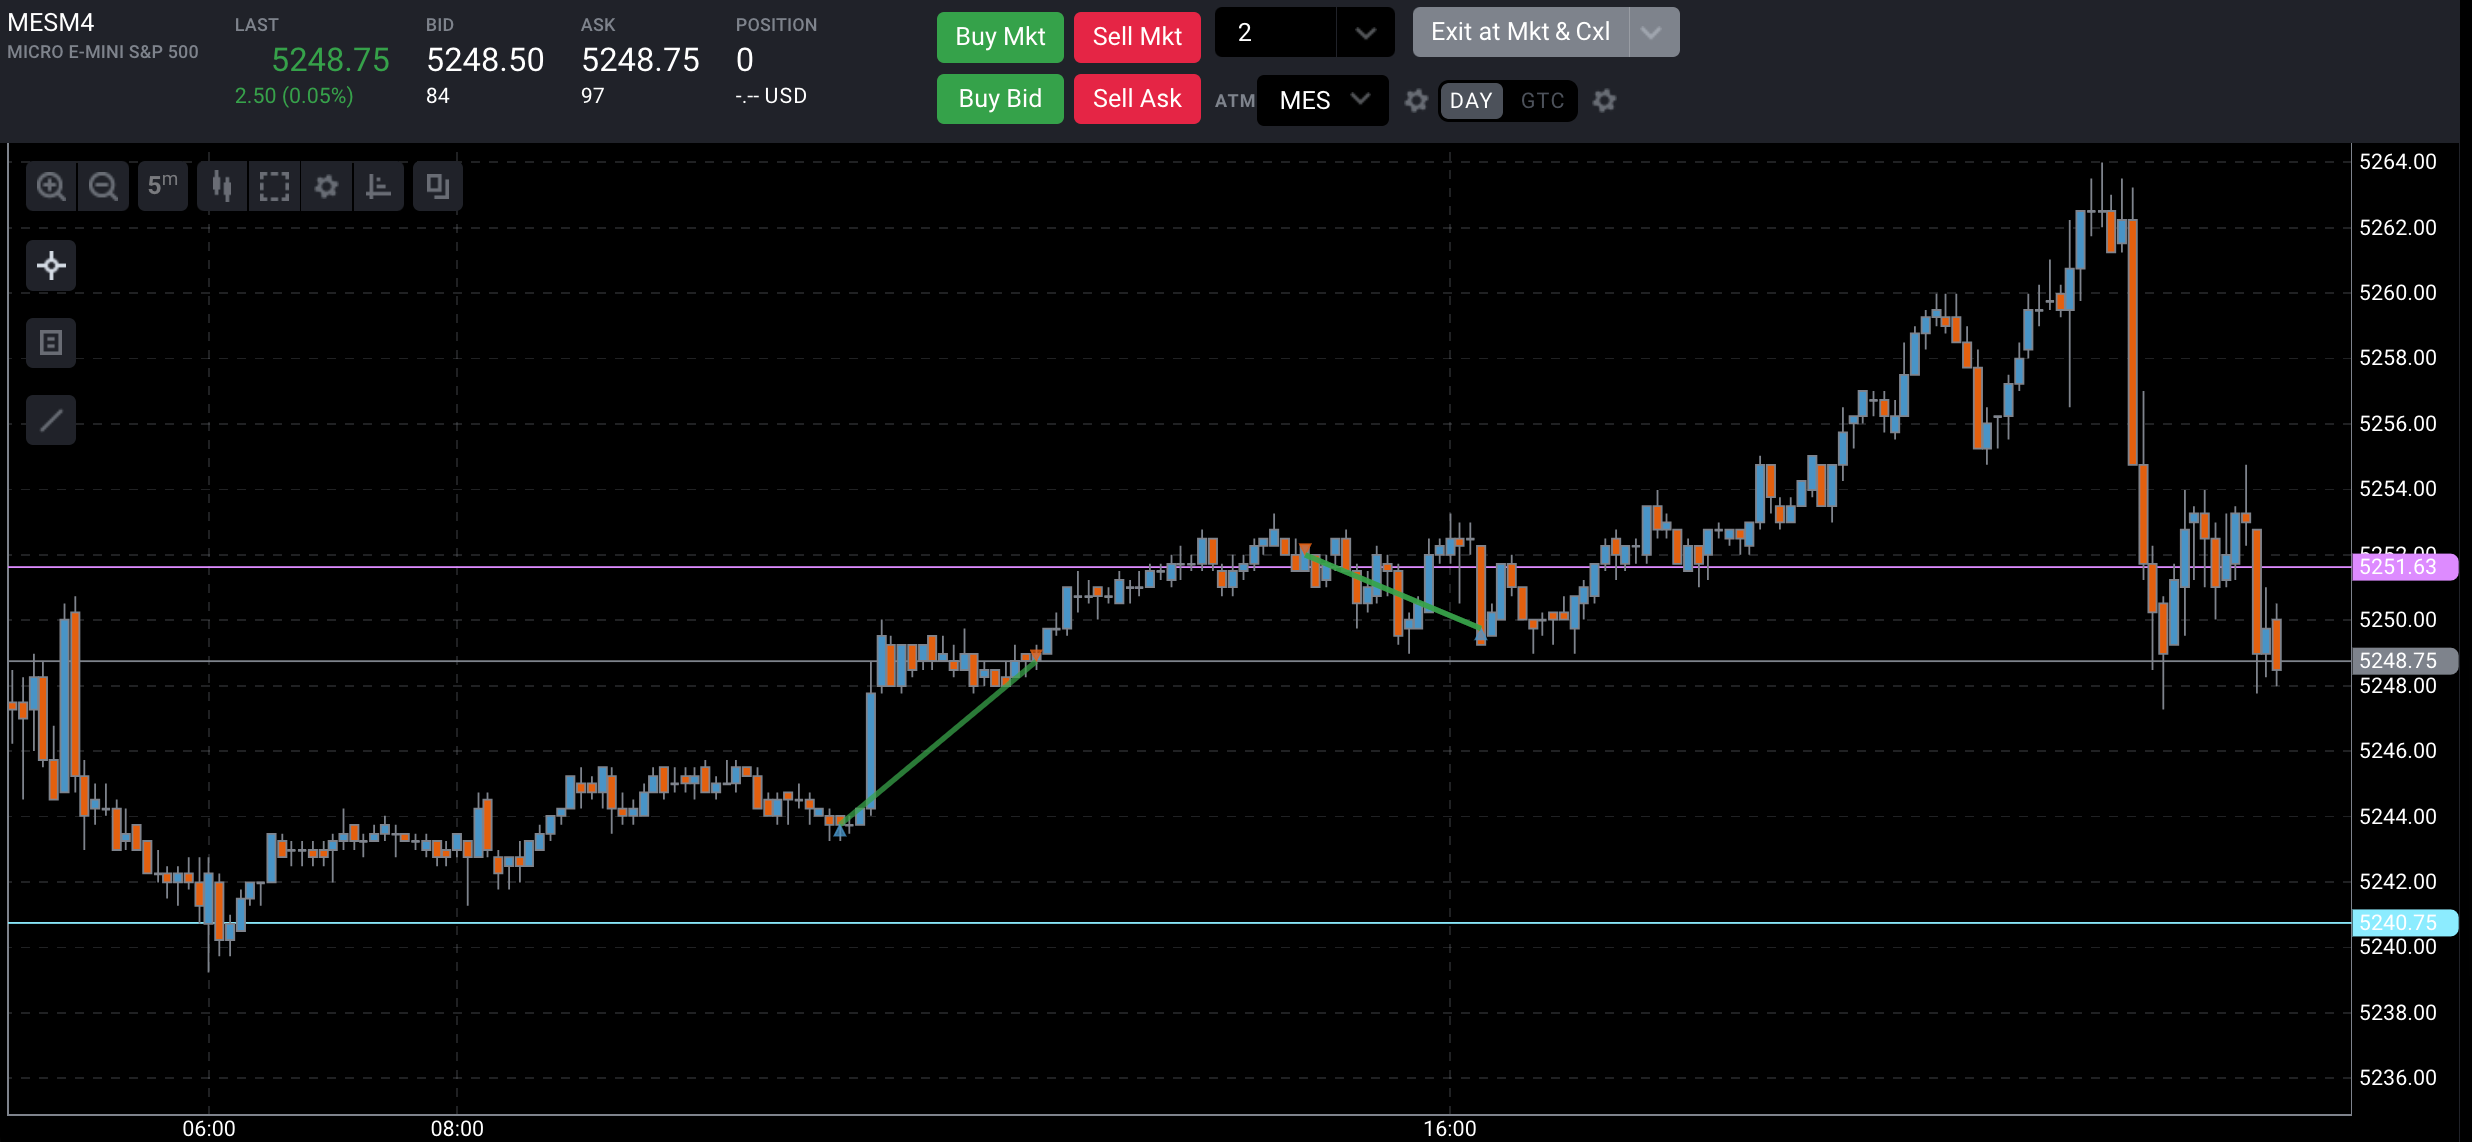 MESM4
MICRO E-MINI S&P 500
LAST
5248.75
2.50 (0.05%)
BID
5248.50
84
ASK
5248.75
97
POSITION
0
-.-- USD
Buy Mkt
Sell Mkt
2
Exit at Mkt & Cxl
Buy Bid
Sell Ask
ATM
MES
DAY
GTC
5m
5264.00
5262.00
5260.00
5258.00
5256.00
5254.00
5252.00
5251.63
5250.00
5248.75
5248.00
5246.00
5244.00
5242.00
5240.75
5240.00
5238.00
5236.00
06:00
08:00
16:00